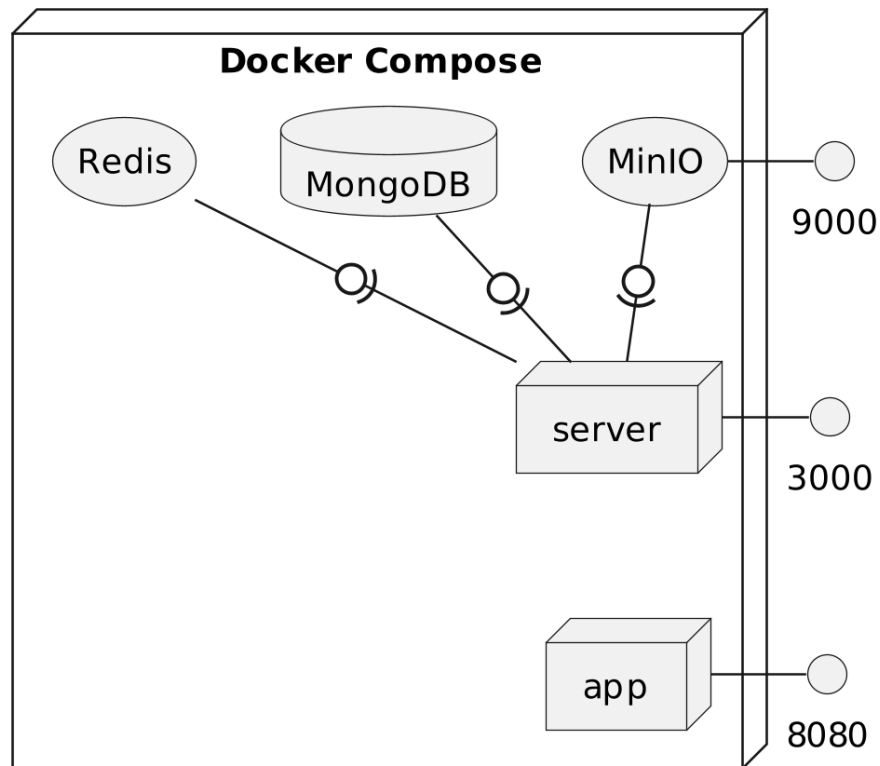 Docker Compose
Redis
MongoDB
MinIO
9000
server
3000
app
8080